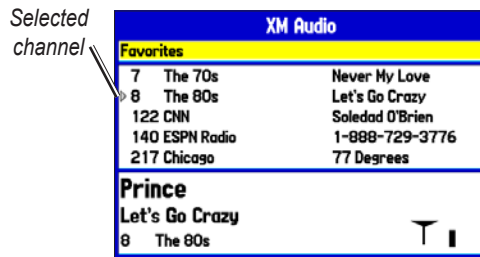 Selected
channel
XM Audio
Favorites
7 The 70s Never My Love
8 The 80s Let's Go Crazy
122 CNN Soledad O'Brien
140 ESPN Radio 1-888-729-3776
217 Chicago 77 Degrees
Prince
Let's Go Crazy
8 The 80s